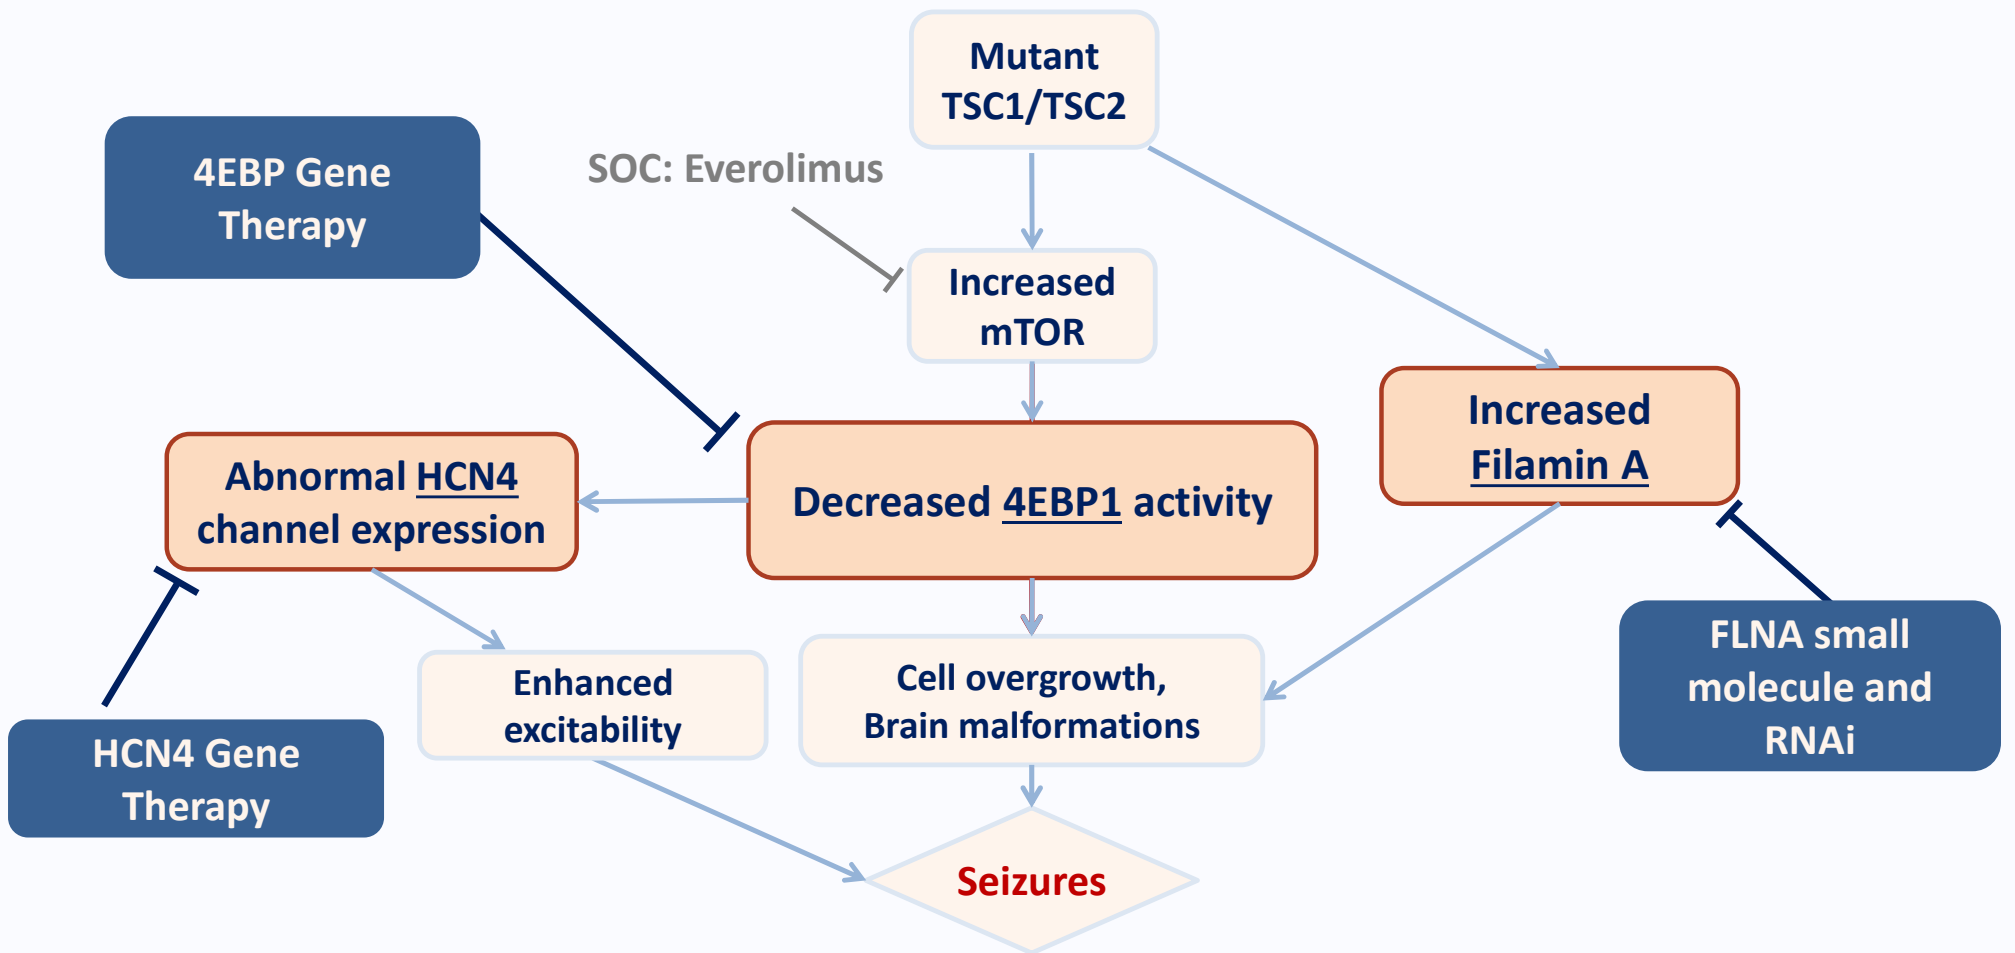 Mutant
TSC1/TSC2
4EBP Gene
Therapy
SOC: Everolimus
Increased
mTOR
Increased
Filamin A
Abnormal HCN4
channel expression
Decreased 4EBP1 activity
FLNA small
molecule and
RNAi
Enhanced
excitability
Cell overgrowth,
Brain malformations
HCN4 Gene
Therapy
Seizures